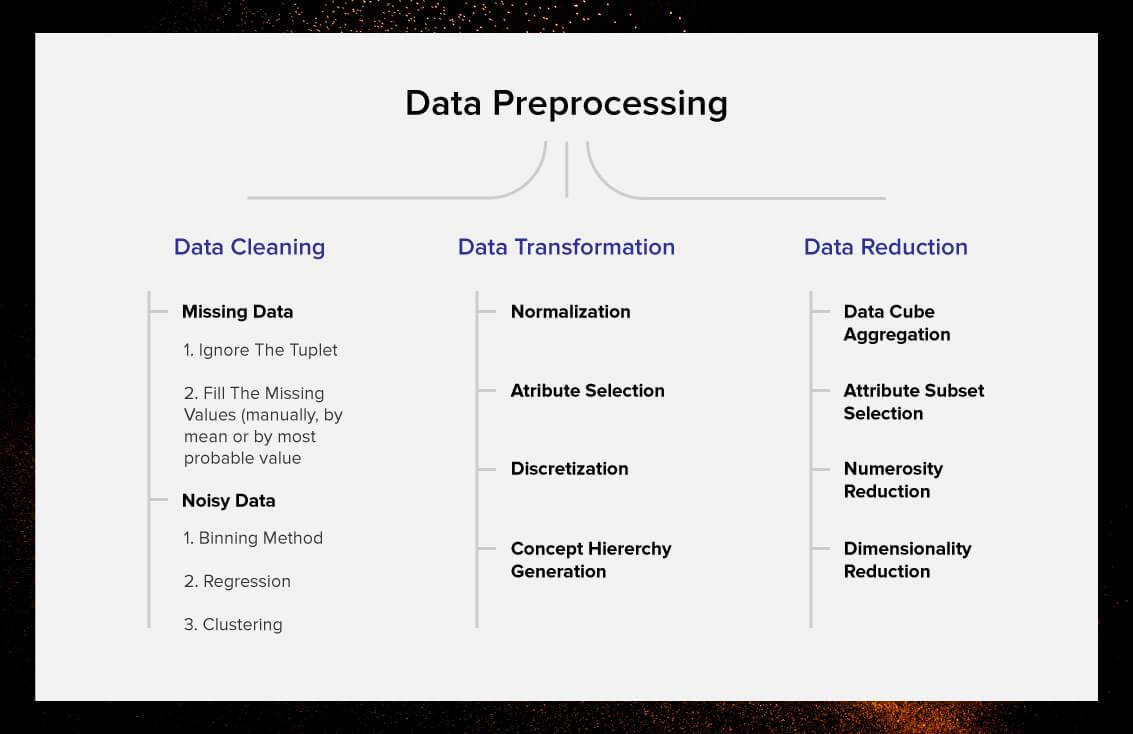 Data Preprocessing
Data Cleaning
Missing Data
1. Ignore The Tuplet
2. Fill The Missing
Values (manually, by
mean or by most
probable value
Noisy Data
1. Binning Method
2. Regression
3. Clustering
Data Transformation
Normalization
Atribute Selection
Discretization
Concept Hiererchy
Generation
Data Reduction
Data Cube
Aggregation
Attribute Subset
Selection
Numerosity
Reduction
Dimensionality
Reduction